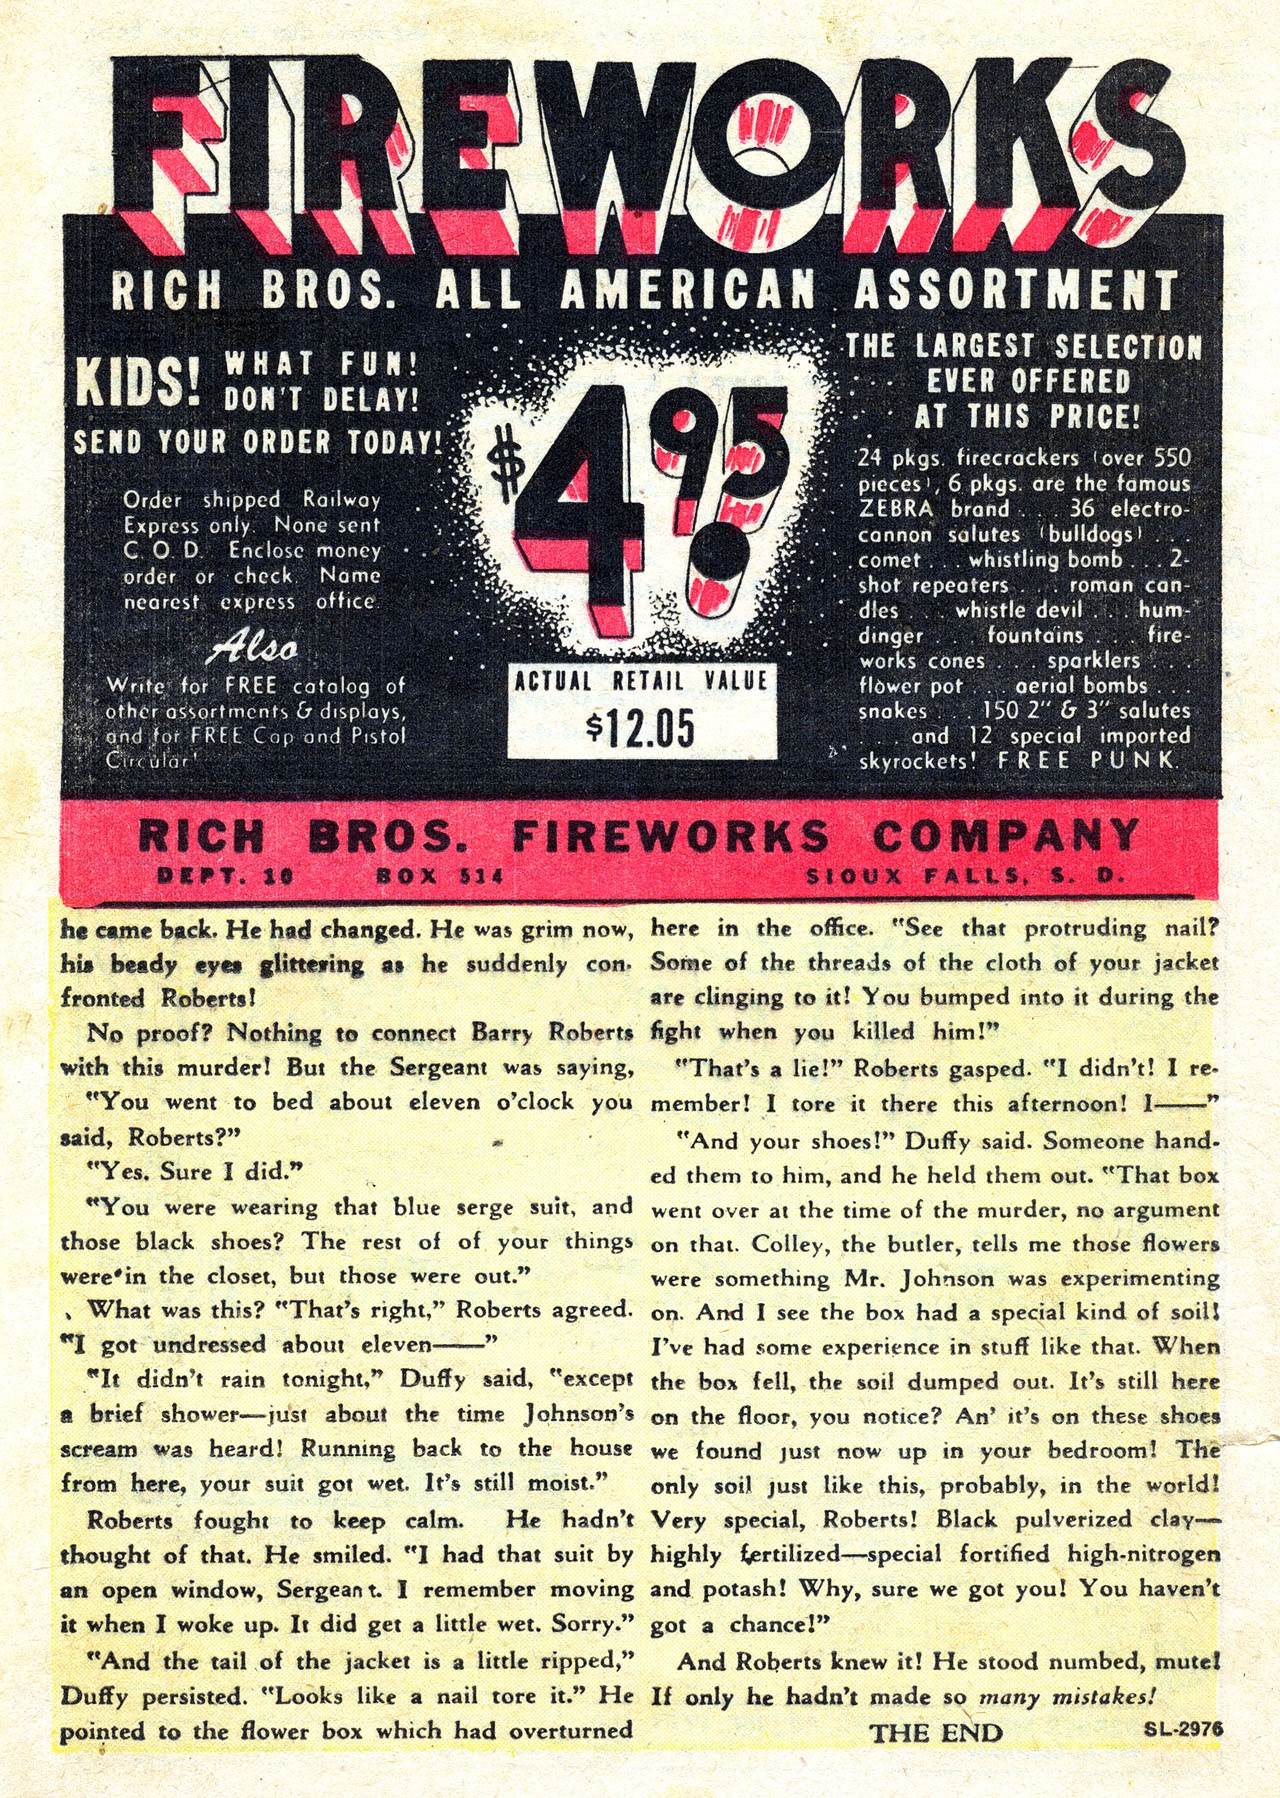 FIREWORKS
RICH BROS. ALL AMERICAN ASSORTMENT
KIDS! WHAT FUN!
DON'T DELAY!
SEND YOUR ORDER TODAY!
Order shipped Railway
Express only. None sent
C. O. D. Enclose money
order or check. Name
nearest express office.
Also
Write for FREE catalog of
other assortments & displays,
and for FREE Cap and Pistol
Circular!
$4.95
ACTUAL RETAIL VALUE
$12.05
THE LARGEST SELECTION
EVER OFFERED
AT THIS PRICE!
24 pkgs. firecrackers (over 550
pieces), 6 pkgs. are the famous
ZEBRA brand . . . 36 electro-
cannon salutes (bulldogs) . . .
comet . . . whistling bomb . . . 2-
shot repeaters . . . roman can-
dles . . . whistle devil . . . hum-
dinger . . . fountains . . . fire-
works cones . . . sparklers . . .
flower pot . . . aerial bombs . . .
snakes . . . 150 2" & 3" salutes
. . . and 12 special imported
skyrockets! FREE PUNK.
RICH BROS. FIREWORKS COMPANY
DEPT. 10 BOX 514 SIOUX FALLS, S. D.
he came back. He had changed. He was grim now,
his beady eyes glittering as he suddenly con-
fronted Roberts!
No proof? Nothing to connect Barry Roberts
with this murder! But the Sergeant was saying,
"You went to bed about eleven o'clock you
said, Roberts?"
"Yes. Sure I did."
"You were wearing that blue serge suit, and
those black shoes? The rest of of your things
were in the closet, but those were out."
What was this? "That's right," Roberts agreed.
"I got undressed about eleven——"
"It didn't rain tonight," Duffy said, "except
a brief shower—just about the time Johnson's
scream was heard! Running back to the house
from here, your suit got wet. It's still moist."
Roberts fought to keep calm. He hadn't
thought of that. He smiled. "I had that suit by
an open window, Sergeant. I remember moving
it when I woke up. It did get a little wet. Sorry."
"And the tail of the jacket is a little ripped,"
Duffy persisted. "Looks like a nail tore it." He
pointed to the flower box which had overturned
here in the office. "See that protruding nail?
Some of the threads of the cloth of your jacket
are clinging to it! You bumped into it during the
fight when you killed him!"
"That's a lie!" Roberts gasped. "I didn't! I re-
member! I tore it there this afternoon! I——"
"And your shoes!" Duffy said. Someone hand-
ed them to him, and he held them out. "That box
went over at the time of the murder, no argument
on that. Colley, the butler, tells me those flowers
were something Mr. Johnson was experimenting
on. And I see the box had a special kind of soil!
I've had some experience in stuff like that. When
the box fell, the soil dumped out. It's still here
on the floor, you notice? An' it's on these shoes
we found just now up in your bedroom! The
only soil just like this, probably, in the world!
Very special, Roberts! Black pulverized clay—
highly fertilized—special fortified high-nitrogen
and potash! Why, sure we got you! You haven't
got a chance!"
And Roberts knew it! He stood numbed, mute!
If only he hadn't made so many mistakes!
THE END SL-2976